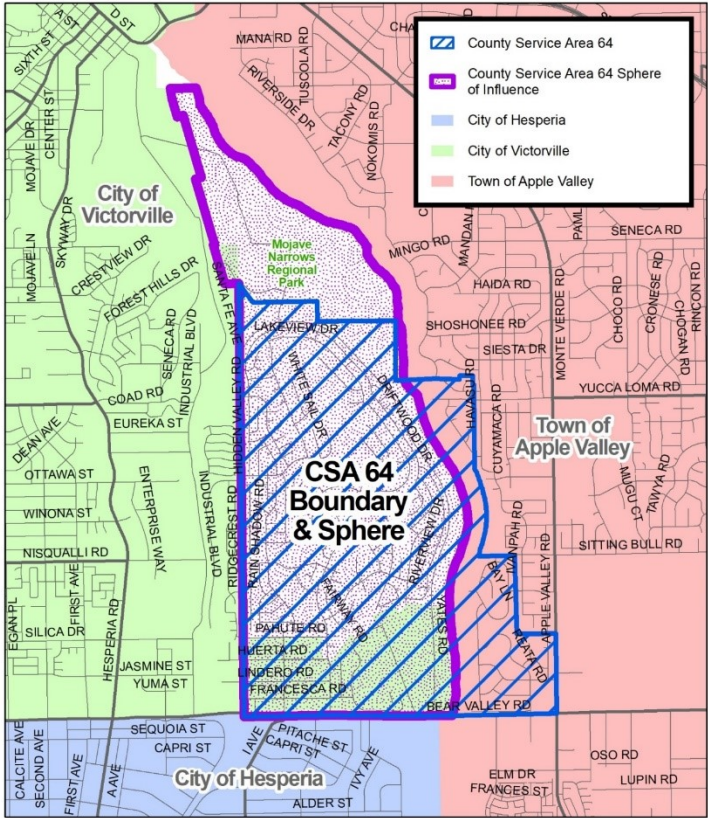 A ST
D ST
SIXTH ST
MANA RD
TUSCOLA RD
RIVERSIDE DR
TACONY RD
NOKOMIS RD
County Service Area 64
County Service Area 64 Sphere
of Influence
City of Hesperia
City of Victorville
Town of Apple Valley
MOJAVE DR
CENTER ST
City of
Victorville
SKYWAY DR
MOJAVE LN
CRESTVIEW DR
FOREST HILLS DR
Mojave
Narrows
Regional
Park
SANTA FE AVE
MINGO RD
SENECA RD
HAIDA RD
MONTE VERDE RD
CHOCO RD
CRONESE RD
CHOGAN RD
RINCON RD
SHOSHONEE RD
SIESTA DR
LAKEVIEW DR
SENECA RD
INDUSTRIAL BLVD
HIDDEN VALLEY RD
WHITE SAIL DR
DRIFTWOOD DR
HAVASU RD
CUYAMACA RD
YUCCA LOMA RD
COAD RD
EUREKA ST
Town of
Apple Valley
DEAN AVE
OTTAWA ST
WINONA ST
NISQUALLI RD
ENTERPRISE WAY
INDUSTRIAL BLVD
RIDGECREST RD
RAIN SHADOW RD
CSA 64
Boundary
& Sphere
RIVERVIEW DR
MUGU CT
TAWYA RD
SITTING BULL RD
IVANPAH RD
BAY LN
APPLE VALLEY RD
REATA RD
YATES RD
FAIRWAY RD
PAHUTE RD
HUERTA RD
LINDERO RD
FRANCESCA RD
BEAR VALLEY RD
EGAN PL
FIRST AVE
SILICA DR
HESPERIA RD
JASMINE ST
YUMA ST
SEQUOIA ST
CAPRI ST
I AVE
PITACHE ST
CAPRI ST
IVY AVE
CALCITE AVE
SECOND AVE
FIRST AVE
A AVE
City of Hesperia
ALDER ST
ELM DR
FRANCES ST
OSO RD
LUPIN RD